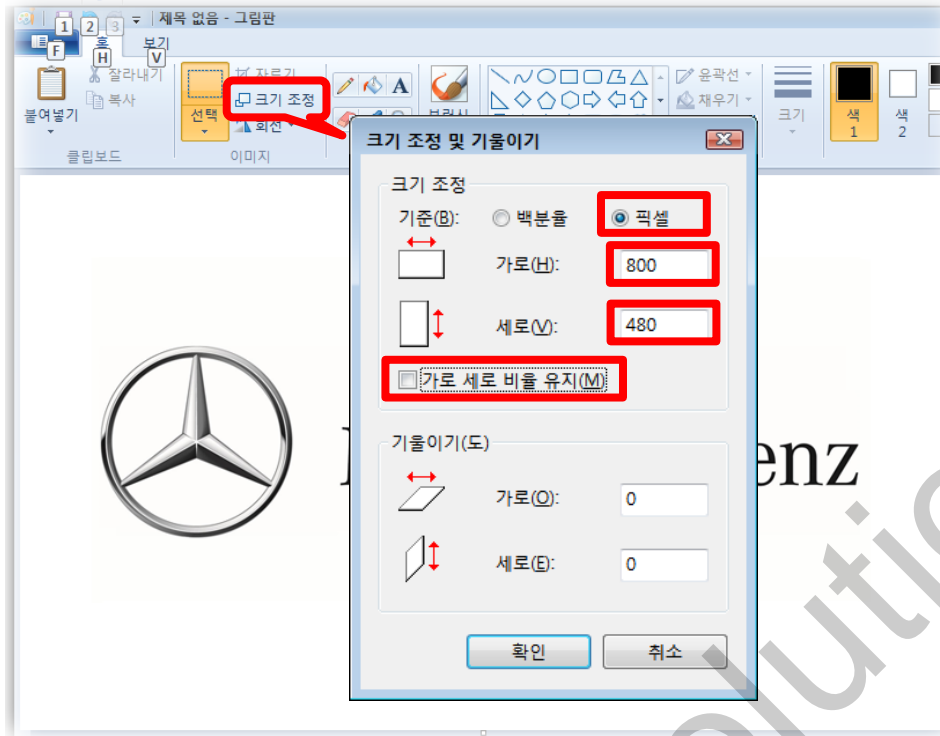 제목 없음 - 그림판
1 2 3
F 홈 H 보기 V
붙여넣기
잘라내기
복사
클립보드
선택
자르기
크기 조정
회전
이미지
A
윤곽선
채우기
크기
색 1
색 2
크기 조정 및 기울이기
크기 조정
기준(B): 백분율 픽셀
가로(H): 800
세로(V): 480
가로 세로 비율 유지(M)
enz
기울이기(도)
가로(O): 0
세로(E): 0
확인 취소